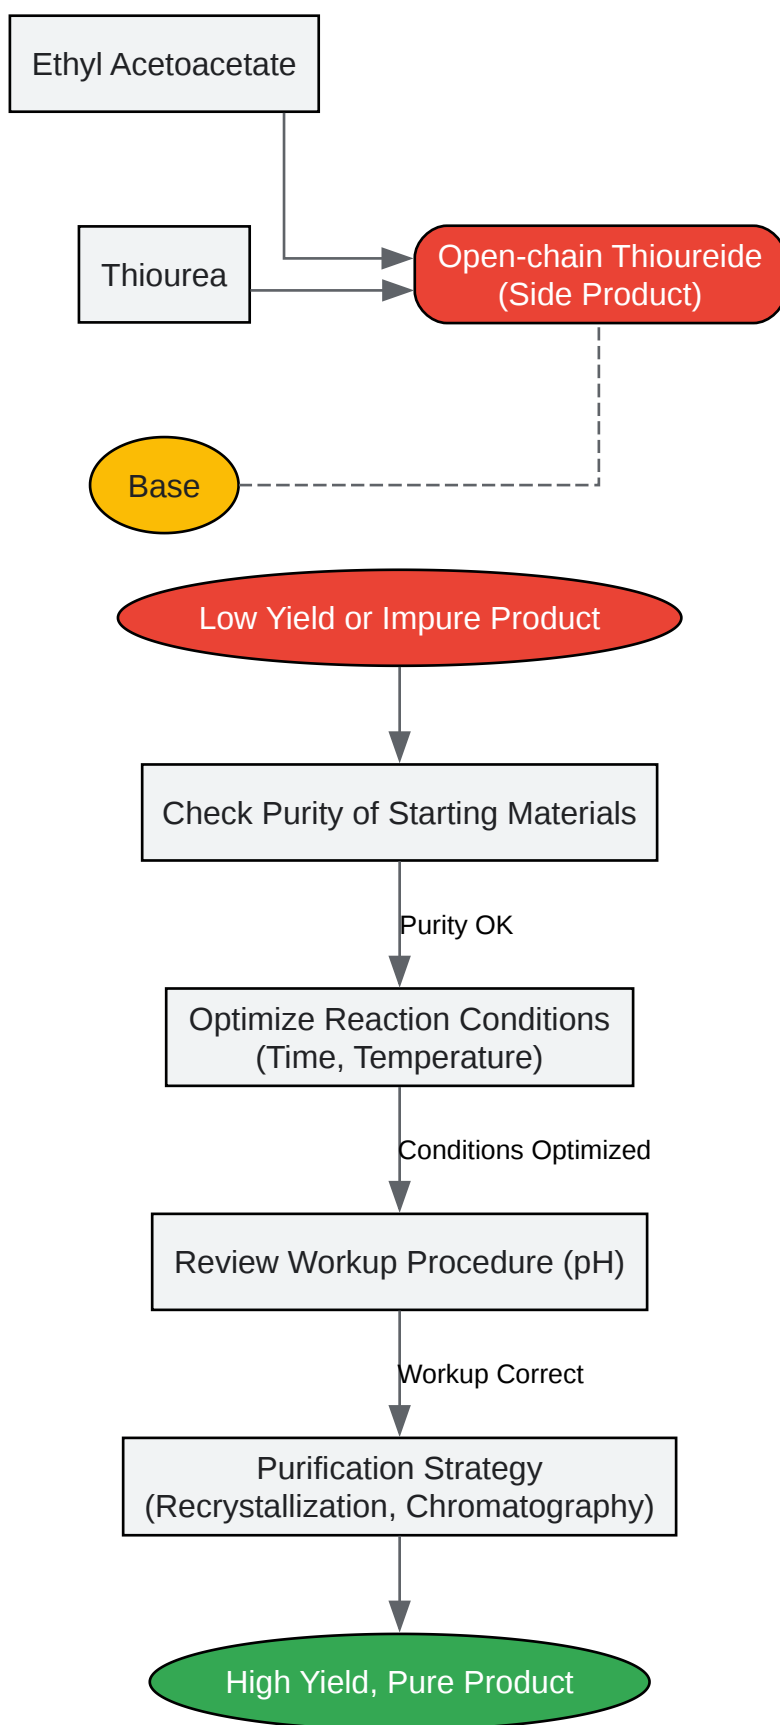 Ethyl Acetoacetate
Thiourea
Open-chain Thioureide
(Side Product)
Base
Low Yield or Impure Product
Check Purity of Starting Materials
Purity OK
Optimize Reaction Conditions
(Time, Temperature)
Conditions Optimized
Review Workup Procedure (pH)
Workup Correct
Purification Strategy
(Recrystallization, Chromatography)
High Yield, Pure Product